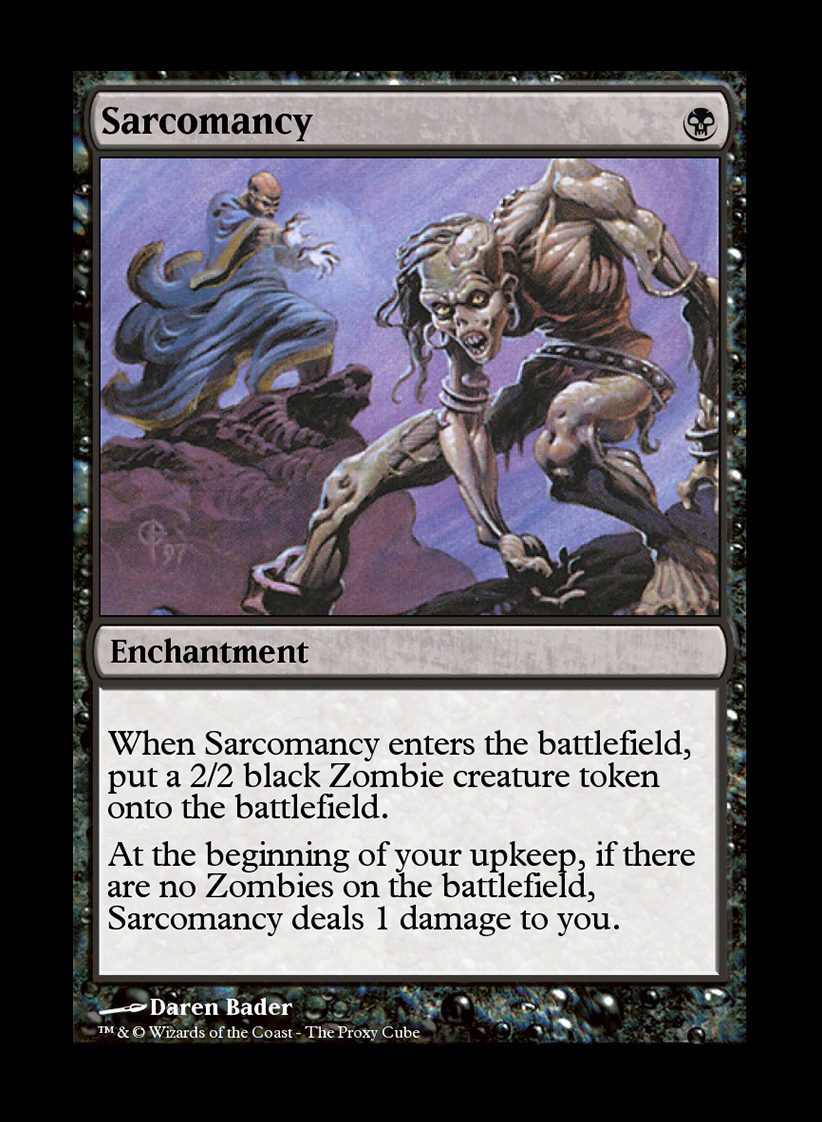 Sarcomancy
97
Enchantment
When Sarcomancy enters the battlefield,
put a 2/2 black Zombie creature token
onto the battlefield.
At the beginning of your upkeep, if there
are no Zombies on the battlefield,
Sarcomancy deals 1 damage to you.
Daren Bader
™ & © Wizards of the Coast - The Proxy Cube